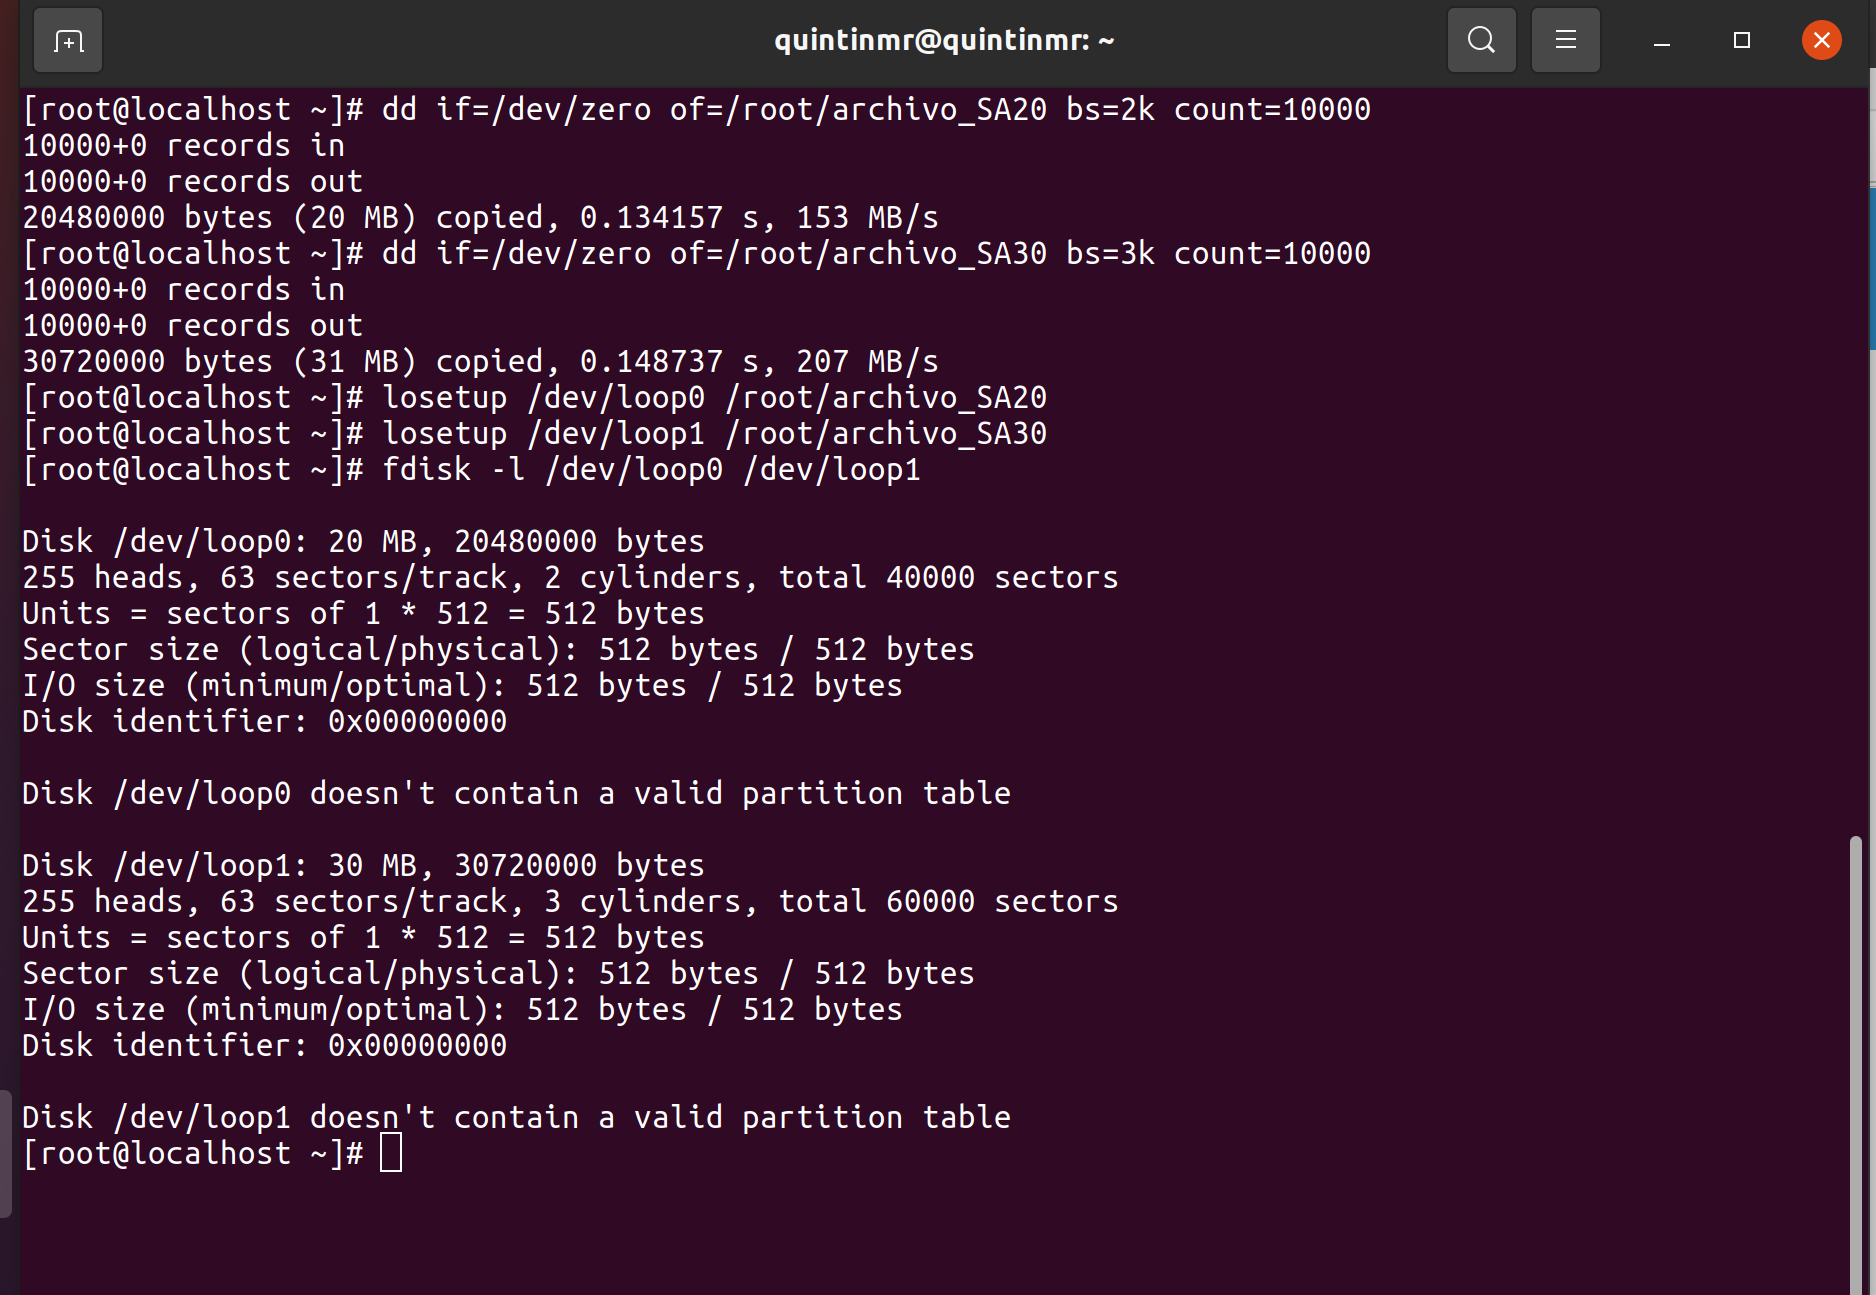 quintinmr@quintinmr: ~
[root@localhost ~]# dd if=/dev/zero of=/root/archivo_SA20 bs=2k count=10000
10000+0 records in
10000+0 records out
20480000 bytes (20 MB) copied, 0.134157 s, 153 MB/s
[root@localhost ~]# dd if=/dev/zero of=/root/archivo_SA30 bs=3k count=10000
10000+0 records in
10000+0 records out
30720000 bytes (31 MB) copied, 0.148737 s, 207 MB/s
[root@localhost ~]# losetup /dev/loop0 /root/archivo_SA20
[root@localhost ~]# losetup /dev/loop1 /root/archivo_SA30
[root@localhost ~]# fdisk -l /dev/loop0 /dev/loop1

Disk /dev/loop0: 20 MB, 20480000 bytes
255 heads, 63 sectors/track, 2 cylinders, total 40000 sectors
Units = sectors of 1 * 512 = 512 bytes
Sector size (logical/physical): 512 bytes / 512 bytes
I/O size (minimum/optimal): 512 bytes / 512 bytes
Disk identifier: 0x00000000

Disk /dev/loop0 doesn't contain a valid partition table

Disk /dev/loop1: 30 MB, 30720000 bytes
255 heads, 63 sectors/track, 3 cylinders, total 60000 sectors
Units = sectors of 1 * 512 = 512 bytes
Sector size (logical/physical): 512 bytes / 512 bytes
I/O size (minimum/optimal): 512 bytes / 512 bytes
Disk identifier: 0x00000000

Disk /dev/loop1 doesn't contain a valid partition table
[root@localhost ~]#